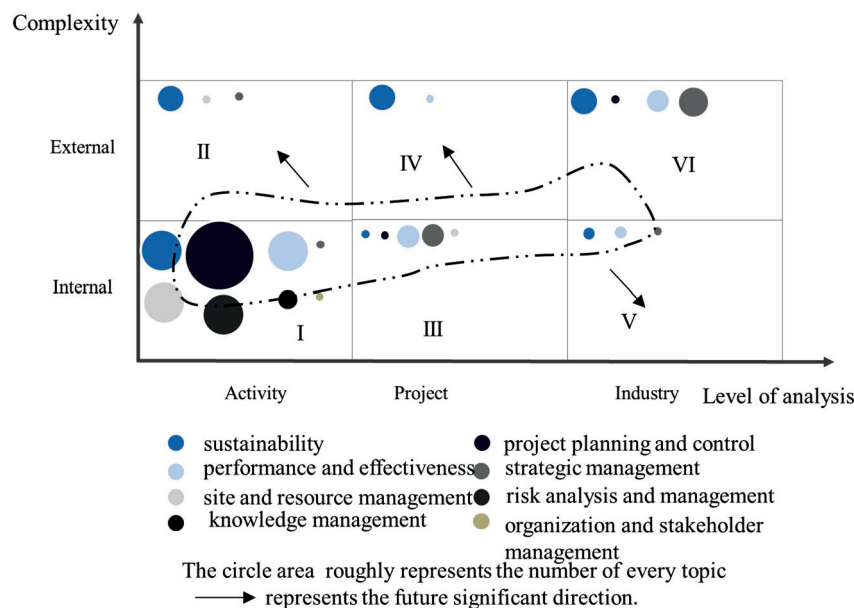 Complexity
External
II
IV
VI
Internal
I
III
V
Activity
Project
Industry
Level of analysis
sustainability
project planning and control
performance and effectiveness
strategic management
site and resource management
risk analysis and management
knowledge management
organization and stakeholder
management
The circle area roughly represents the number of every topic
represents the future significant direction.